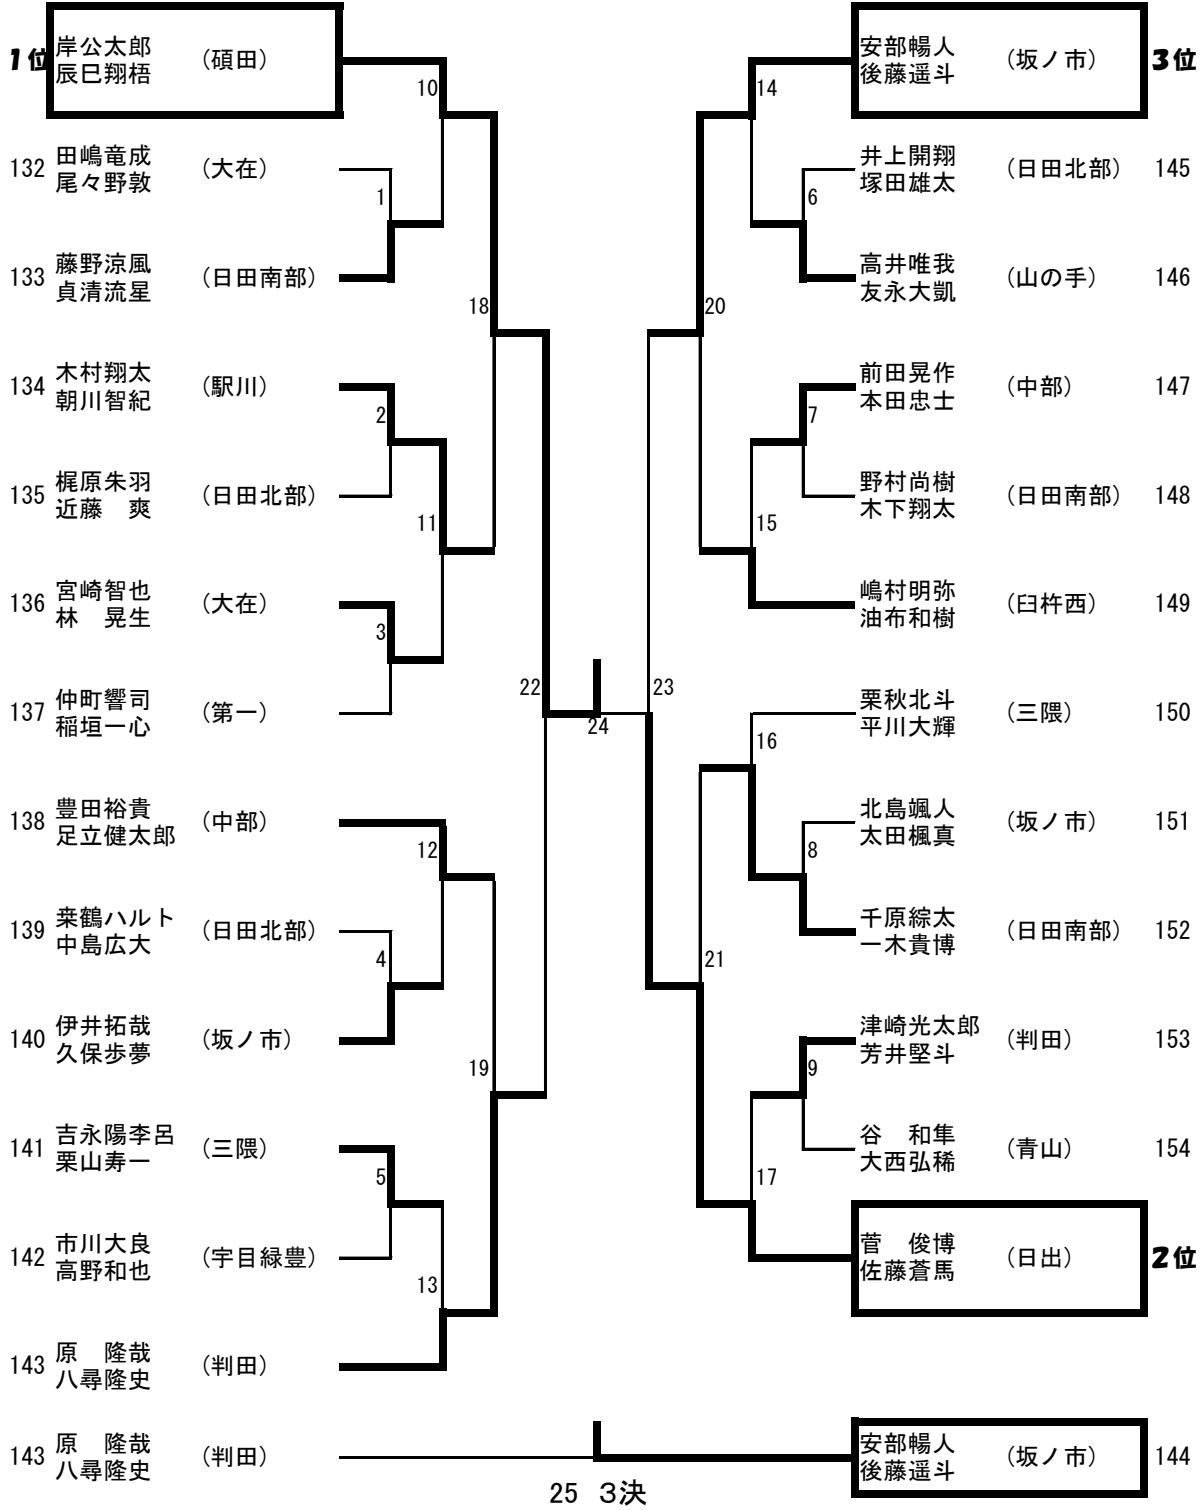 1位 岸公太郎
辰巳翔梧 （碩田）
132 田嶋竜成
尾々野敦 （大在）
133 藤野涼風
貞清流星 （日田南部）
134 木村翔太
朝川智紀 （駅川）
135 梶原朱羽
近藤　爽 （日田北部）
136 宮崎智也
林　晃生 （大在）
137 仲町響司
稲垣一心 （第一）
138 豊田裕貴
足立健太郎 （中部）
139 桒鶴ハルト
中島広大 （日田北部）
140 伊井拓哉
久保歩夢 （坂ノ市）
141 吉永陽李呂
栗山寿一 （三隈）
142 市川大良
高野和也 （宇目緑豊）
143 原　隆哉
八尋隆史 （判田）
10
1
18
2
11
3
22
12
4
19
5
13
24
14
6
20
7
15
23
16
8
21
9
17
安部暢人
後藤遥斗 （坂ノ市） 3位
井上開翔
塚田雄太 （日田北部） 145
高井唯我
友永大凱 （山の手） 146
前田晃作
本田忠士 （中部） 147
野村尚樹
木下翔太 （日田南部） 148
嶋村明弥
油布和樹 （臼杵西） 149
栗秋北斗
平川大輝 （三隈） 150
北島颯人
太田楓真 （坂ノ市） 151
千原綜太
一木貴博 （日田南部） 152
津崎光太郎
芳井堅斗 （判田） 153
谷　和隼
大西弘稀 （青山） 154
菅　俊博
佐藤蒼馬 （日出） 2位
143 原　隆哉
八尋隆史 （判田）
安部暢人
後藤遥斗 （坂ノ市） 144
25 3決